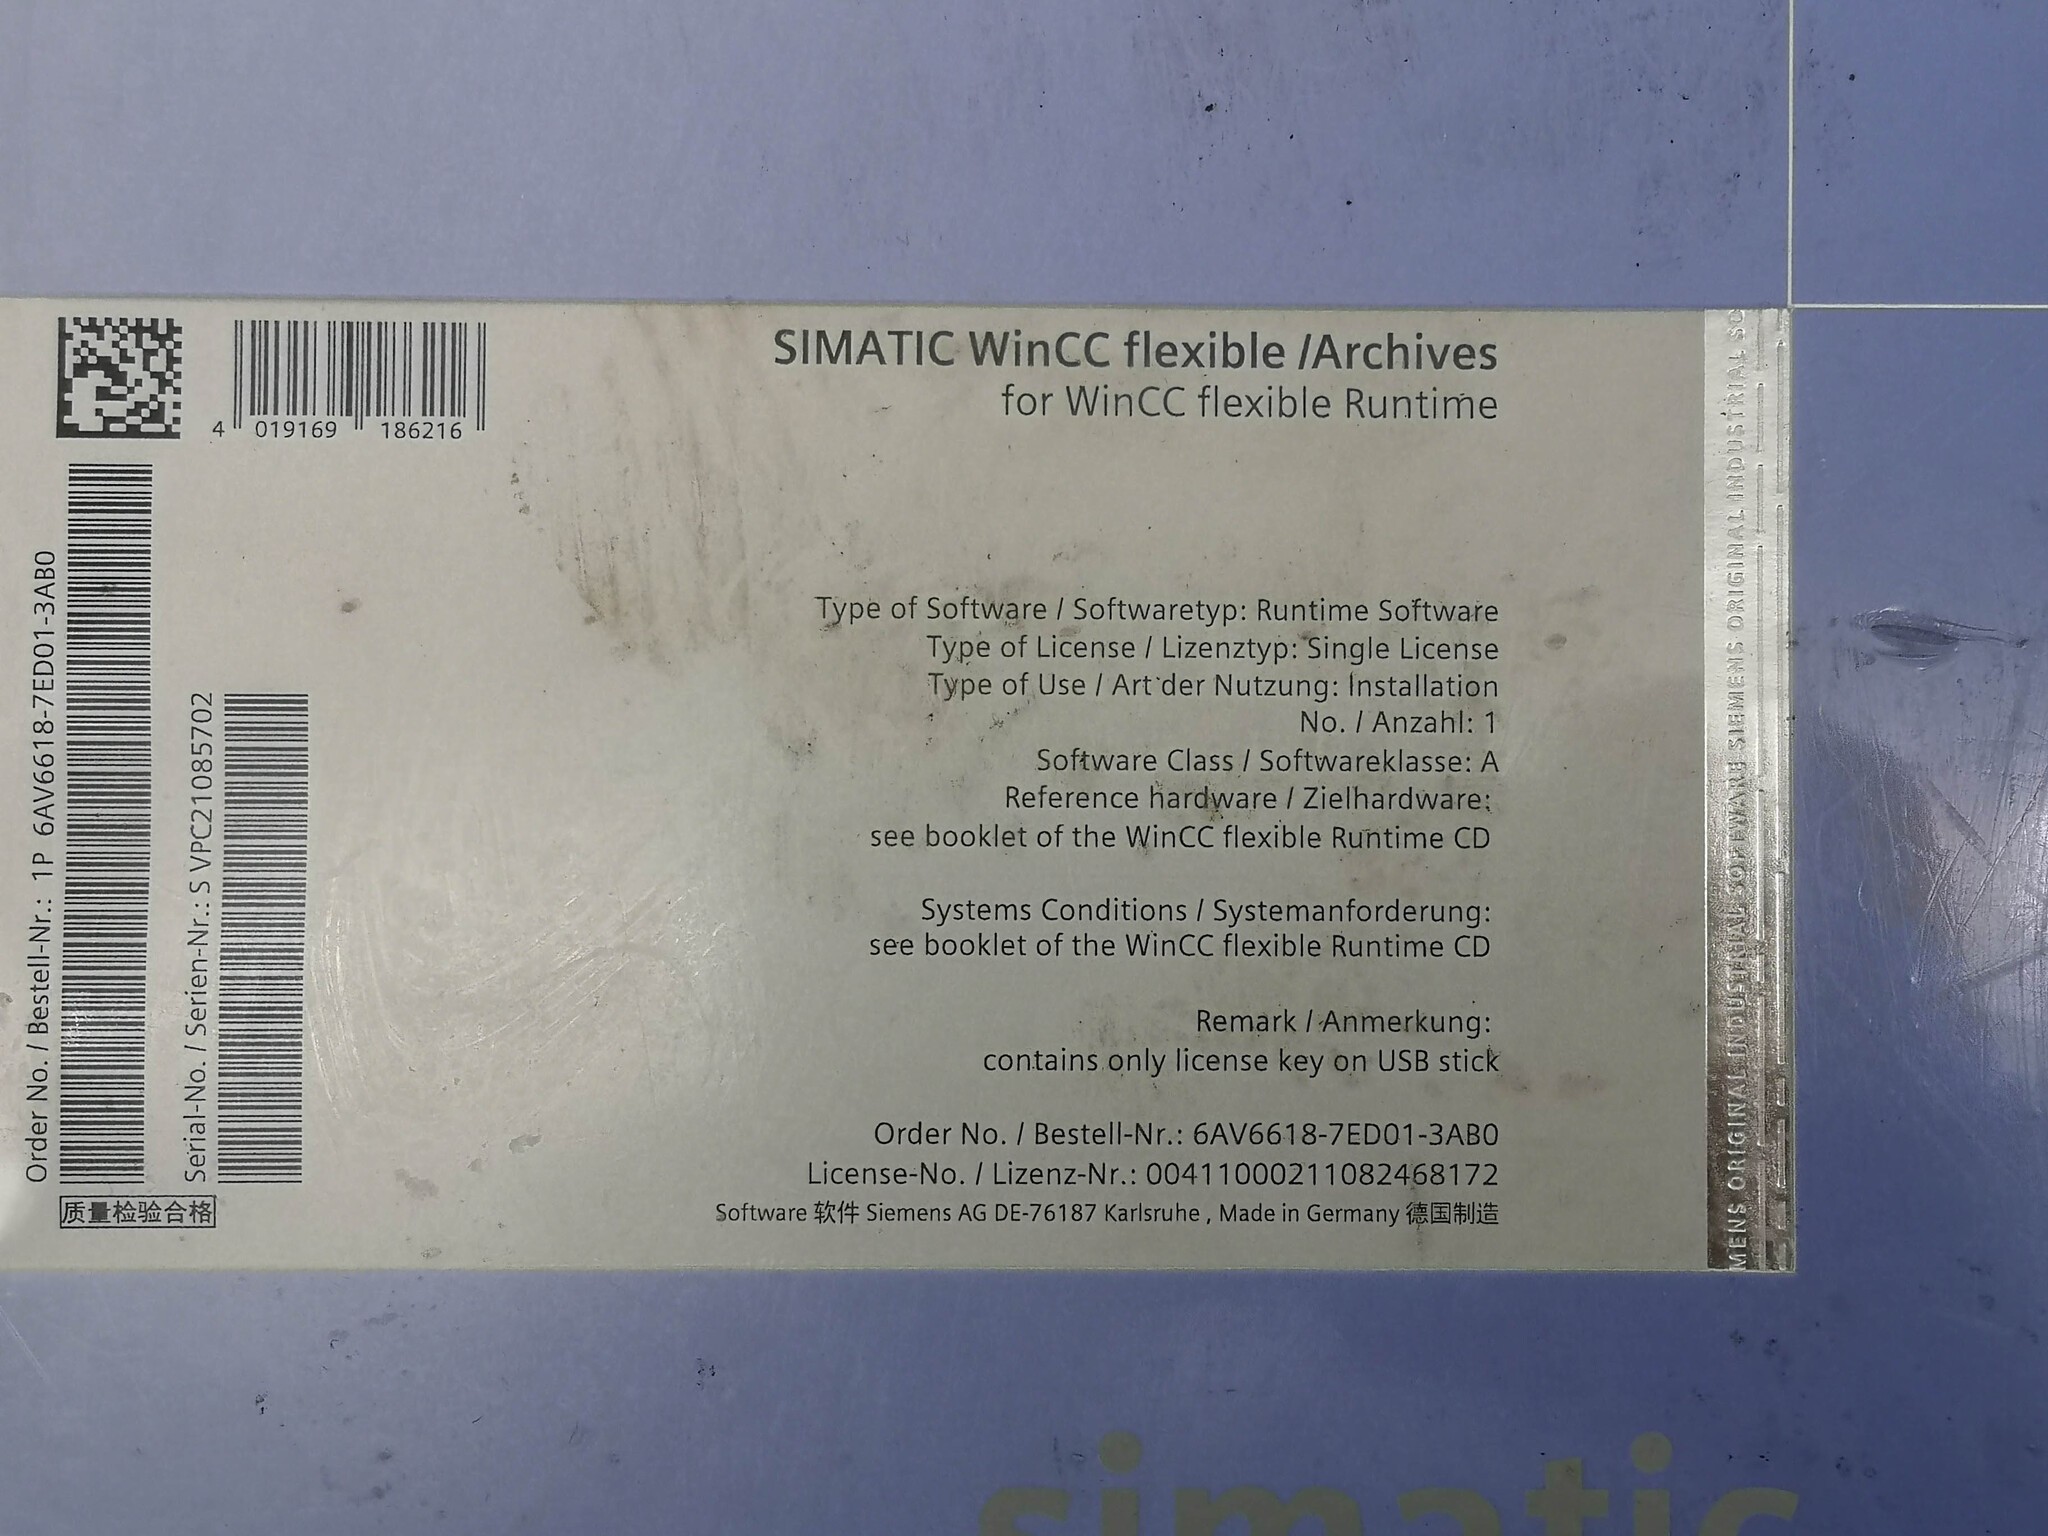 SIMATIC WinCC flexible /Archives
for WinCC flexible Runtime
4 019169 186216
Order No. / Bestell-Nr.: 1P 6AV6618-7ED01-3AB0
Serial-No. / Serien-Nr.: S VPC21085702
质量检验合格
Type of Software / Softwaretyp: Runtime Software
Type of License / Lizenztyp: Single License
Type of Use / Art der Nutzung: Installation
No. / Anzahl: 1
Software Class / Softwareklasse: A
Reference hardware / Zielhardware:
see booklet of the WinCC flexible Runtime CD
Systems Conditions / Systemanforderung:
see booklet of the WinCC flexible Runtime CD
Remark / Anmerkung:
contains only license key on USB stick
Order No. / Bestell-Nr.: 6AV6618-7ED01-3AB0
License-No. / Lizenz-Nr.: 00411000211082468172
Software 软件 Siemens AG DE-76187 Karlsruhe , Made in Germany 德国制造
MENS ORIGINAL INDUSTRIAL SOFTWARE SIEMENS ORIGINAL INDUSTRIAL SO
simatic